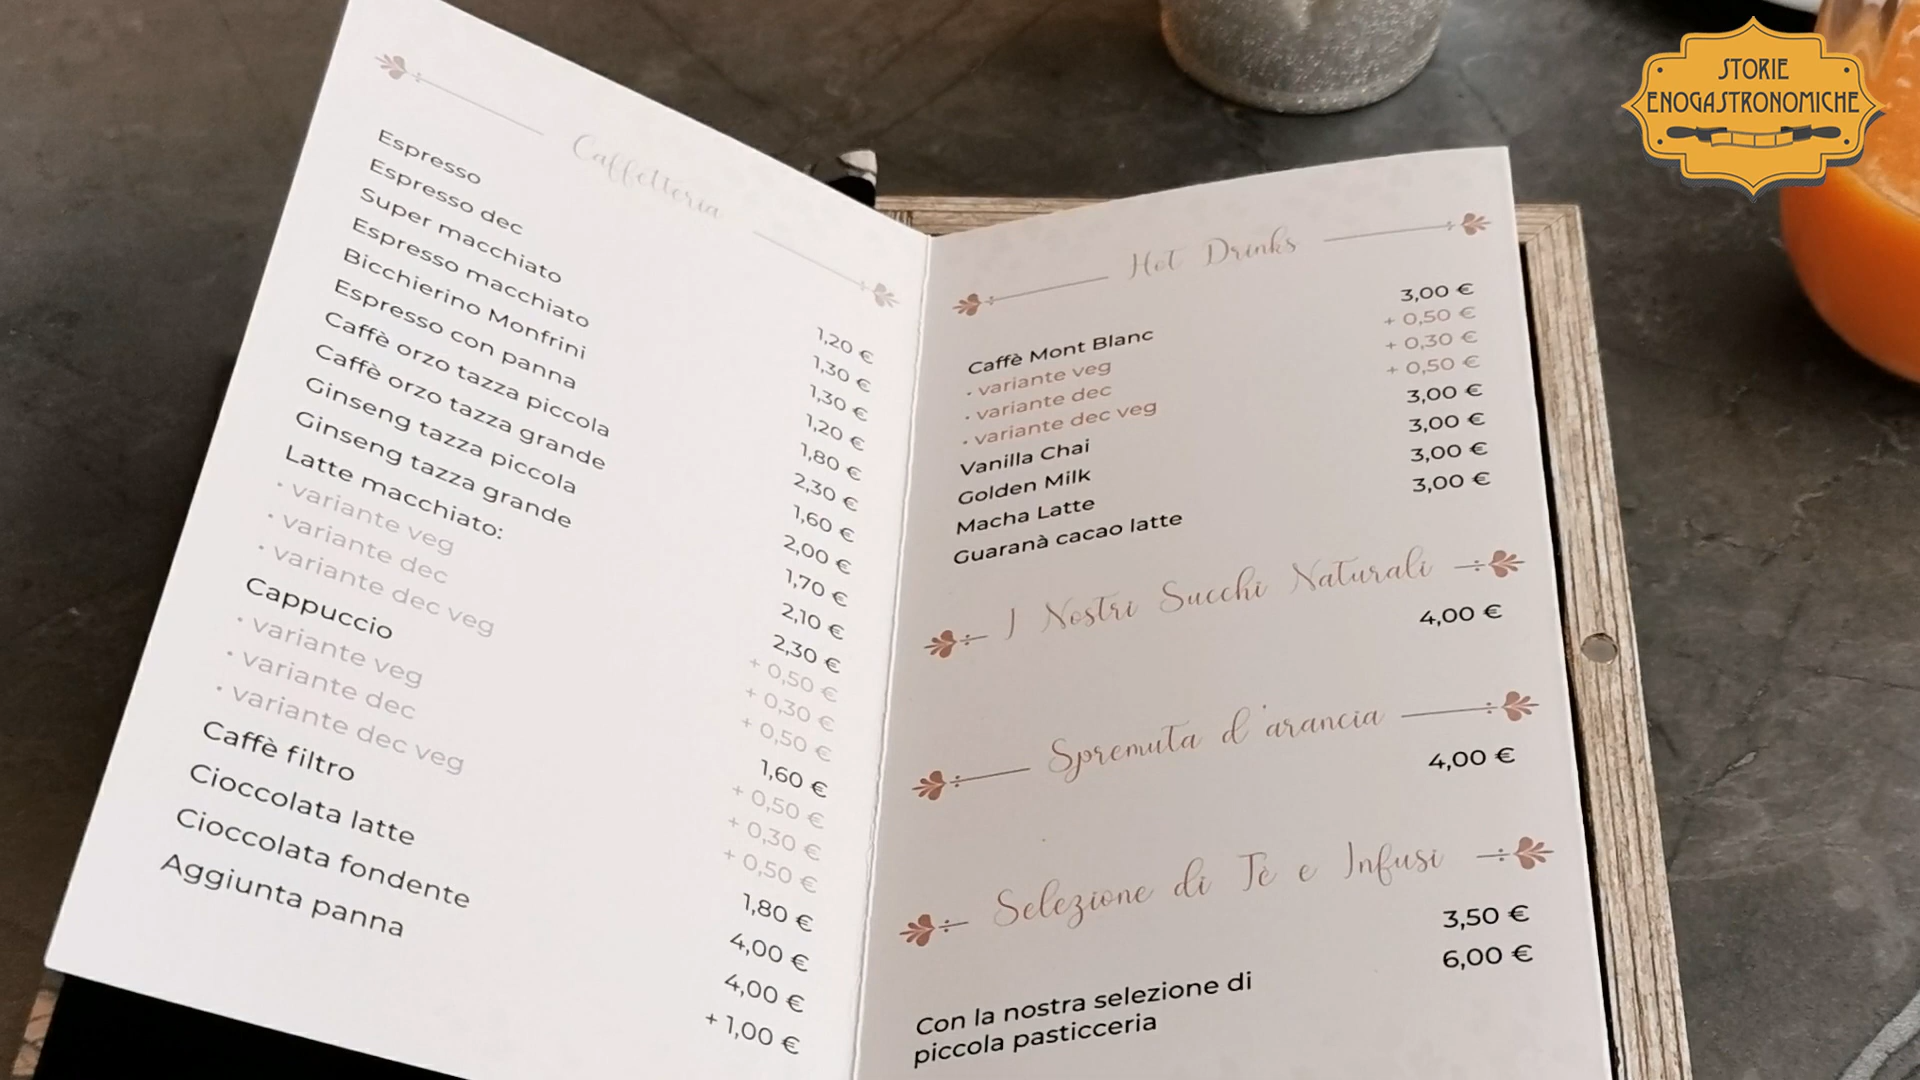 STORIE
ENOGASTRONOMICHE
Caffetteria
Espresso 1,20 €
Espresso dec 1,30 €
Super macchiato 1,30 €
Espresso macchiato 1,20 €
Bicchierino Monfrini 1,80 €
Espresso con panna 2,30 €
Caffè orzo tazza piccola 1,60 €
Caffè orzo tazza grande 2,00 €
Ginseng tazza piccola 1,70 €
Ginseng tazza grande 2,10 €
Latte macchiato: 2,30 €
• variante veg + 0,50 €
• variante dec + 0,30 €
• variante dec veg + 0,50 €
Cappuccio 1,60 €
• variante veg + 0,50 €
• variante dec + 0,30 €
• variante dec veg + 0,50 €
Caffè filtro 1,80 €
Cioccolata latte 4,00 €
Cioccolata fondente 4,00 €
Aggiunta panna + 1,00 €
Hot Drinks
Caffè Mont Blanc 3,00 €
• variante veg + 0,50 €
• variante dec + 0,30 €
• variante dec veg + 0,50 €
Vanilla Chai 3,00 €
Golden Milk 3,00 €
Macha Latte 3,00 €
Guaranà cacao latte 3,00 €
I Nostri Succhi Naturali
4,00 €
Spremuta d'arancia
4,00 €
Selezione di Tè e Infusi
3,50 €
6,00 €
Con la nostra selezione di
piccola pasticceria